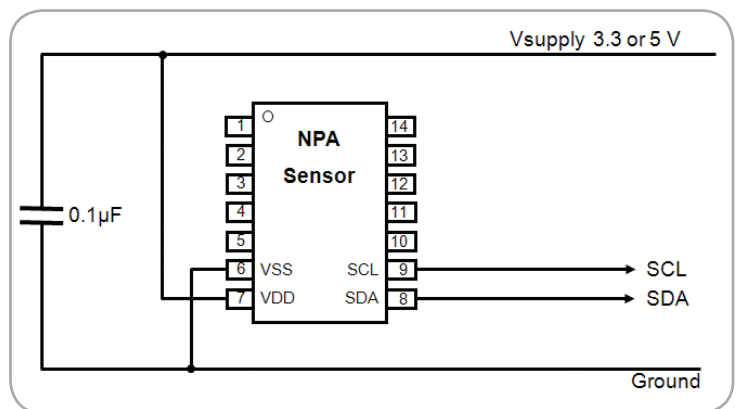 Vsupply 3.3 or 5 V
1 NPA 14
2 13
3 Sensor 12
0.1µF 4 11
5 10
6 VSS SCL 9 SCL
7 VDD SDA 8 SDA
Ground